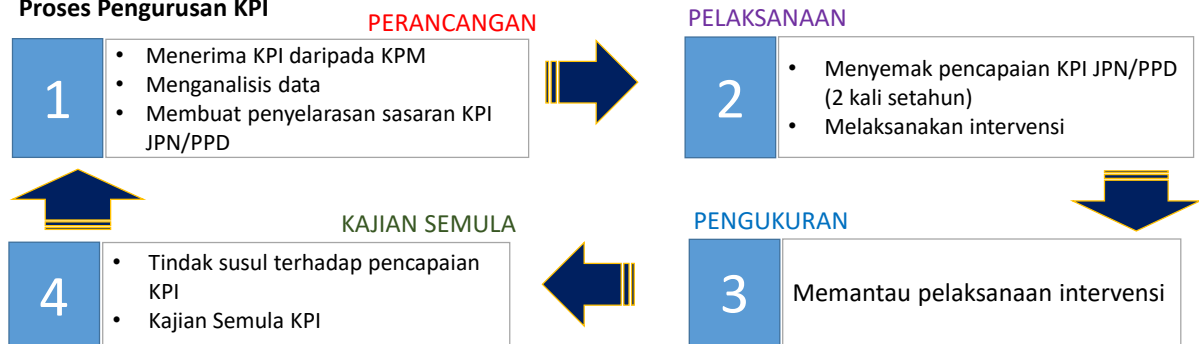 Proses Pengurusan KPI
PERANCANGAN
1
• Menerima KPI daripada KPM
• Menganalisis data
• Membuat penyelarasan sasaran KPI
JPN/PPD
PELAKSANAAN
2
• Menyemak pencapaian KPI JPN/PPD
(2 kali setahun)
• Melaksanakan intervensi
PENGUKURAN
3
Memantau pelaksanaan intervensi
KAJIAN SEMULA
4
• Tindak susul terhadap pencapaian
KPI
• Kajian Semula KPI